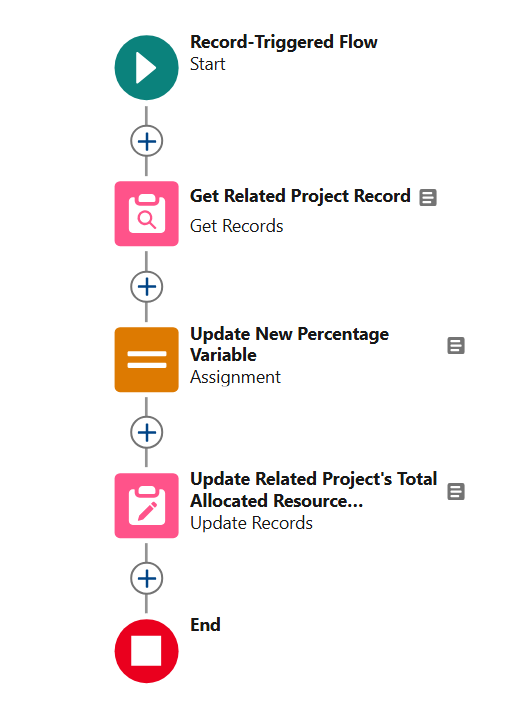 Record-Triggered Flow
Start
Get Related Project Record
Get Records
Update New Percentage
Variable
Assignment
Update Related Project's Total
Allocated Resource...
Update Records
End